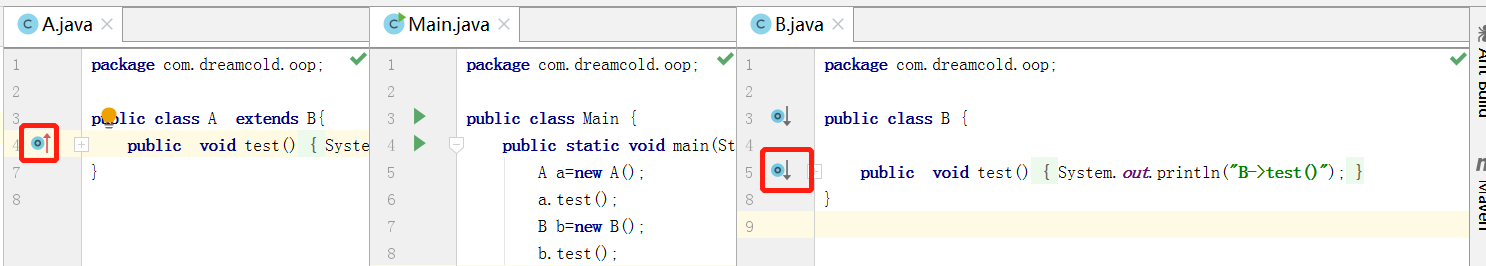 A.java
1 package com.dreamcold.oop;
2
3 public class A  extends B{
4 public  void test() { Syste
7 }
8
Main.java
1 package com.dreamcold.oop;
2
3 public class Main {
4 public static void main(St
5 A a=new A();
6 a.test();
7 B b=new B();
8 b.test();
B.java
1 package com.dreamcold.oop;
2
3 public class B {
4
5 public  void test() { System.out.println("B->test()"); }
8 }
9
Ant Build
Maven